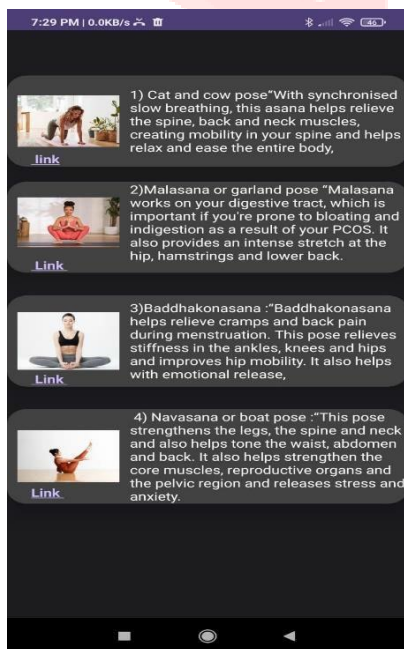 7:29 PM | 0.0KB/s
46
1) Cat and cow pose“With synchronised
slow breathing, this asana helps relieve
the spine, back and neck muscles,
creating mobility in your spine and helps
relax and ease the entire body,
link
2)Malasana or garland pose “Malasana
works on your digestive tract, which is
important if you're prone to bloating and
indigestion as a result of your PCOS. It
also provides an intense stretch at the
hip, hamstrings and lower back.
Link
3)Baddhakonasana :“Baddhakonasana
helps relieve cramps and back pain
during menstruation. This pose relieves
stiffness in the ankles, knees and hips
and improves hip mobility. It also helps
with emotional release,
Link
4) Navasana or boat pose :“This pose
strengthens the legs, the spine and neck
and also helps tone the waist, abdomen
and back. It also helps strengthen the
core muscles, reproductive organs and
the pelvic region and releases stress and
anxiety.
Link